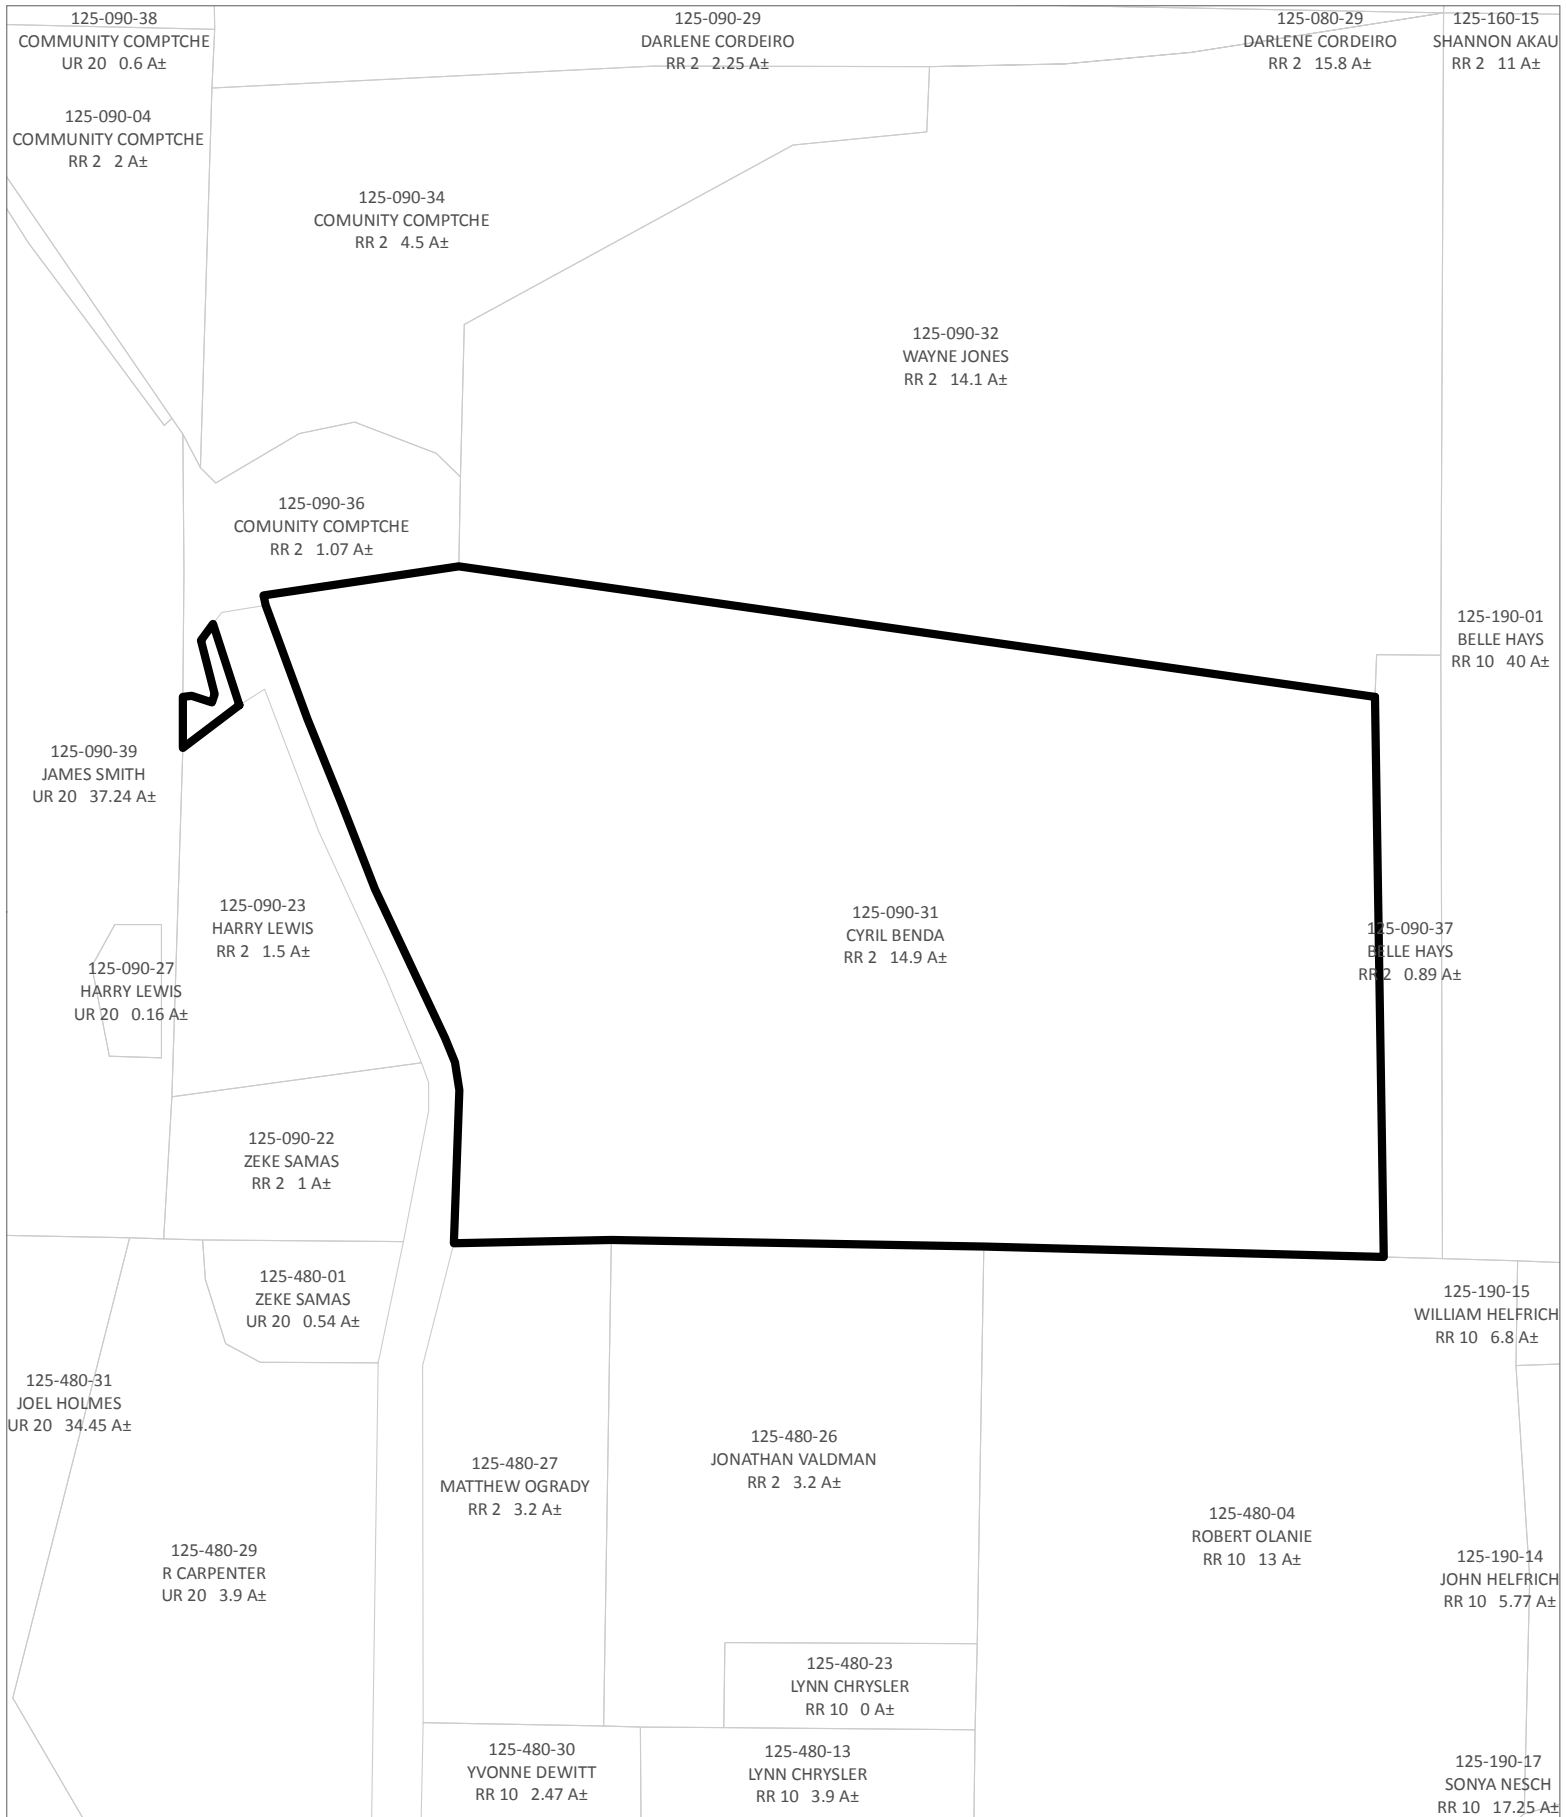 125-090-38
COMMUNITY COMPTCHE
UR 20 0.6 A±
125-090-29
DARLENE CORDEIRO
RR 2 2.25 A±
125-080-29
DARLENE CORDEIRO
RR 2 15.8 A±
125-160-15
SHANNON AKAU
RR 2 11 A±
125-090-04
COMMUNITY COMPTCHE
RR 2 2 A±
125-090-34
COMUNITY COMPTCHE
RR 2 4.5 A±
125-090-32
WAYNE JONES
RR 2 14.1 A±
125-090-36
COMUNITY COMPTCHE
RR 2 1.07 A±
125-190-01
BELLE HAYS
RR 10 40 A±
125-090-39
JAMES SMITH
UR 20 37.24 A±
125-090-23
HARRY LEWIS
RR 2 1.5 A±
125-090-31
CYRIL BENDA
RR 2 14.9 A±
125-090-37
BELLE HAYS
RR 2 0.89 A±
125-090-27
HARRY LEWIS
UR 20 0.16 A±
125-090-22
ZEKE SAMAS
RR 2 1 A±
125-480-01
ZEKE SAMAS
UR 20 0.54 A±
125-190-15
WILLIAM HELFRICH
RR 10 6.8 A±
125-480-31
JOEL HOLMES
UR 20 34.45 A±
125-480-27
MATTHEW OGRADY
RR 2 3.2 A±
125-480-26
JONATHAN VALDMAN
RR 2 3.2 A±
125-480-04
ROBERT OLANIE
RR 10 13 A±
125-480-29
R CARPENTER
UR 20 3.9 A±
125-190-14
JOHN HELFRICH
RR 10 5.77 A±
125-480-23
LYNN CHRYSLER
RR 10 0 A±
125-480-30
YVONNE DEWITT
RR 10 2.47 A±
125-480-13
LYNN CHRYSLER
RR 10 3.9 A±
125-190-17
SONYA NESCH
RR 10 17.25 A±